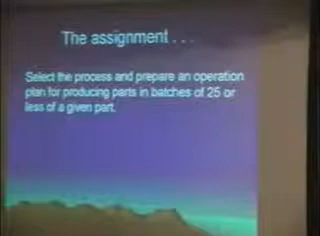 The assignment . . .
Select the process and prepare an operation
plan for producing parts in batches of 25 or
less of a given part.